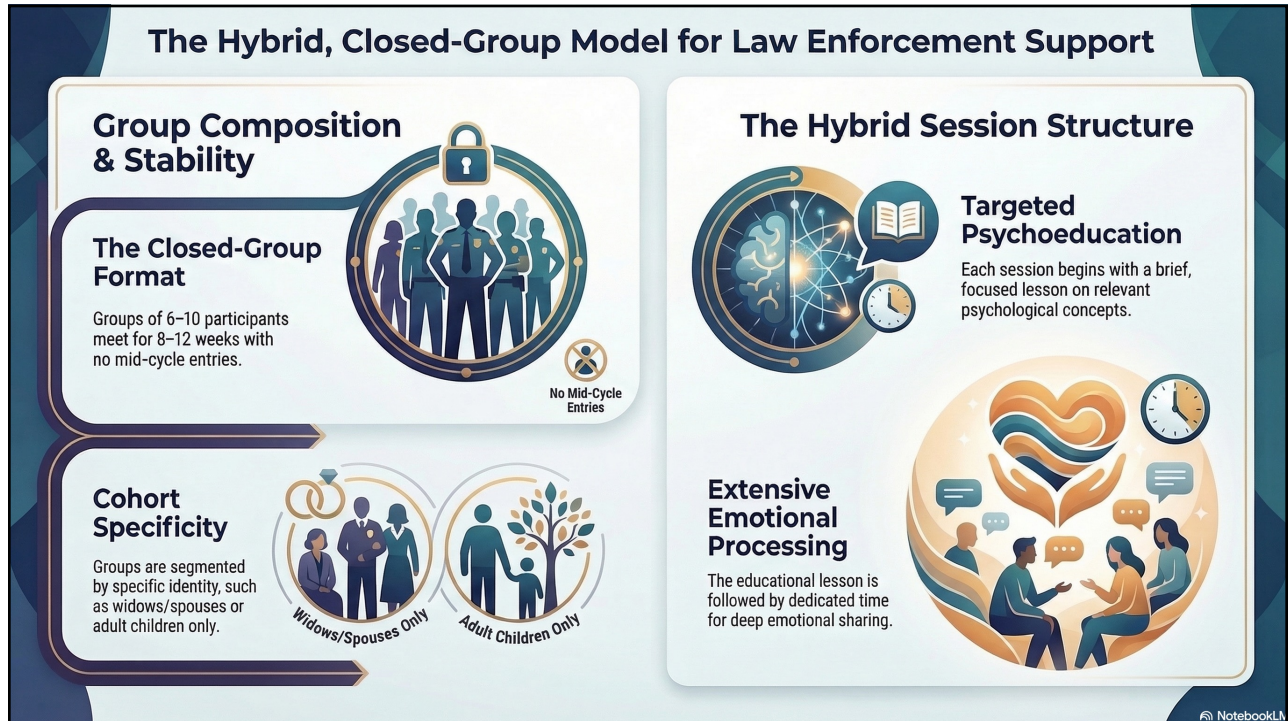 The Hybrid, Closed-Group Model for Law Enforcement Support
Group Composition
& Stability
The Closed-Group
Format
Groups of 6–10 participants
meet for 8–12 weeks with
no mid-cycle entries.
No Mid-Cycle
Entries
Cohort
Specificity
Groups are segmented
by specific identity, such
as widows/spouses or
adult children only.
Widows/Spouses Only
Adult Children Only
The Hybrid Session Structure
Targeted
Psychoeducation
Each session begins with a brief,
focused lesson on relevant
psychological concepts.
Extensive
Emotional
Processing
The educational lesson is
followed by dedicated time
for deep emotional sharing.